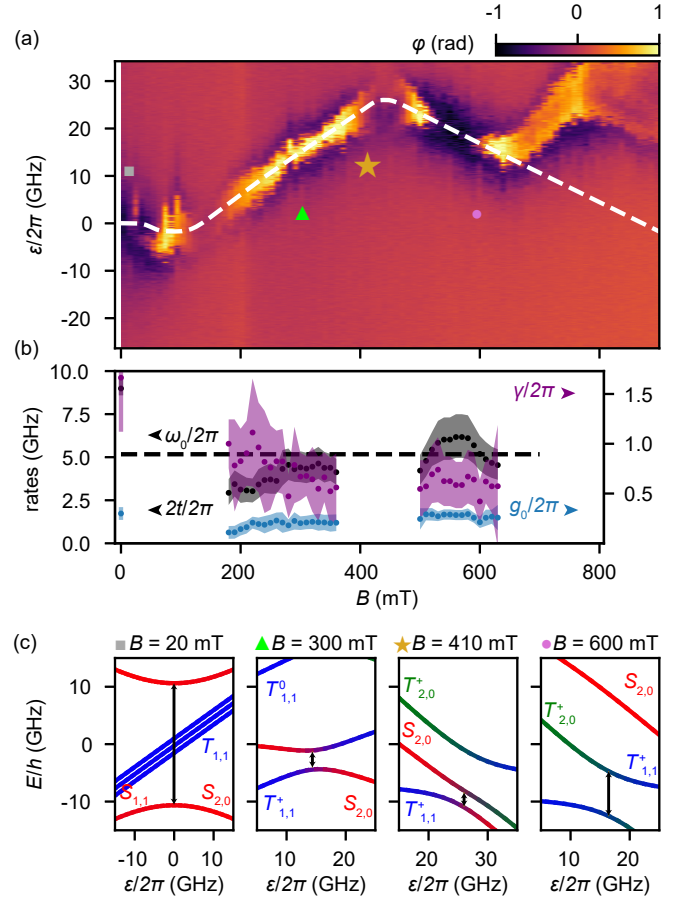 (a)
-1 0 1
φ (rad)
30
20
10
0
-10
-20
ε/2π (GHz)
(b)
10.0
7.5
5.0
2.5
0.0
rates (GHz)
ω₀/2π
2t/2π
γ/2π
g₀/2π
1.5
1.0
0.5
0 200 400 600 800
B (mT)
(c)
B = 20 mT B = 300 mT B = 410 mT B = 600 mT
10
0
-10
E/h (GHz)
S₁,₁
T₁,₁
S₂,₀
T⁰₁,₁
T⁺₁,₁
S₂,₀
T⁺₂,₀
S₂,₀
T⁺₁,₁
S₂,₀
T⁺₂,₀
T⁺₁,₁
-10 0 10 10 20 20 30 10 20
ε/2π (GHz) ε/2π (GHz) ε/2π (GHz) ε/2π (GHz)